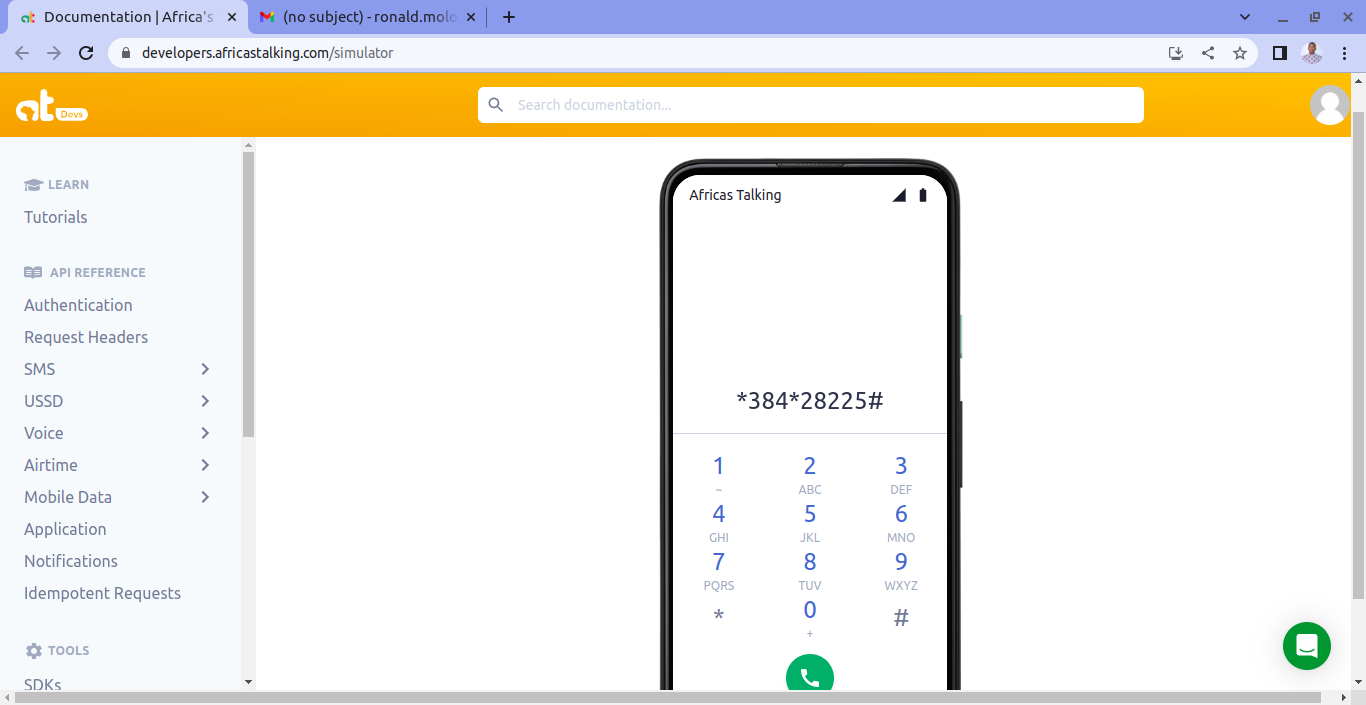 Documentation | Africa's
(no subject) - ronald.molo
developers.africastalking.com/simulator
at Devs
Search documentation...
LEARN
Tutorials
API REFERENCE
Authentication
Request Headers
SMS
USSD
Voice
Airtime
Mobile Data
Application
Notifications
Idempotent Requests
TOOLS
SDKs
Africas Talking
*384*28225#
1 2 3
~ ABC DEF
4 5 6
GHI JKL MNO
7 8 9
PQRS TUV WXYZ
* 0 #
+